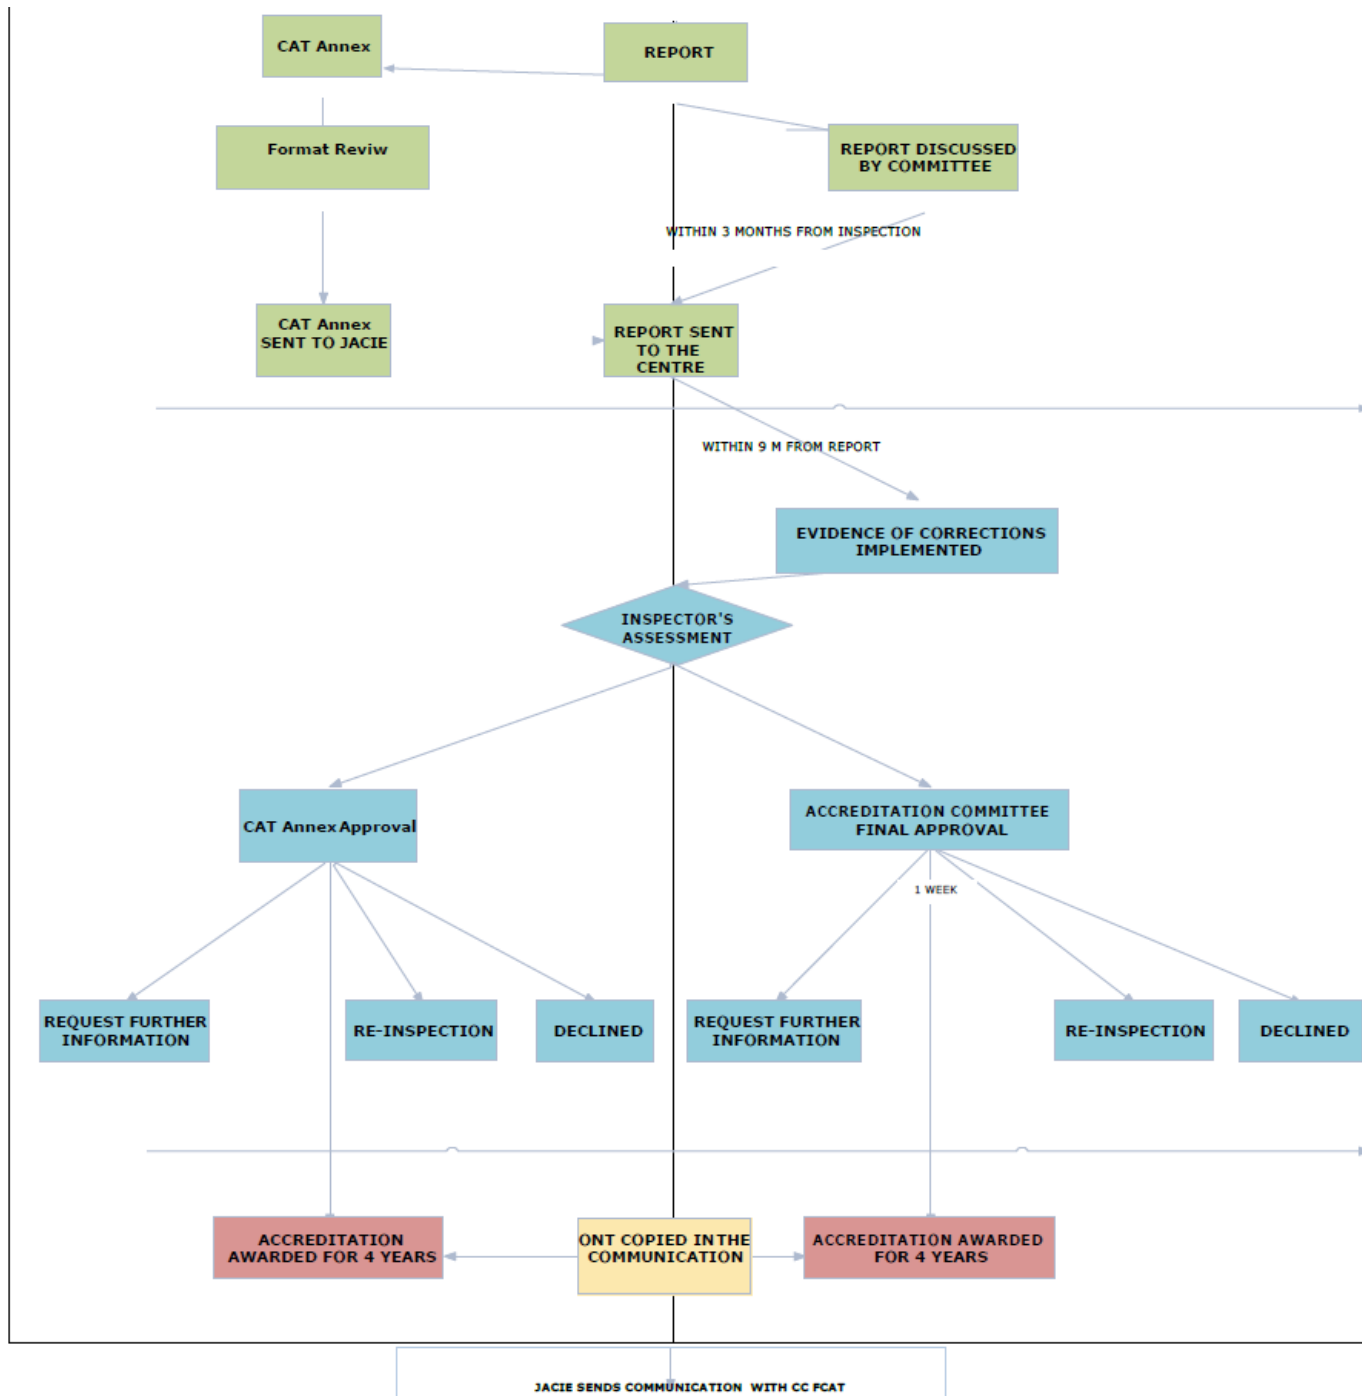 CAT Annex
REPORT
Format Reviw
REPORT DISCUSSED
BY COMMITTEE
WITHIN 3 MONTHS FROM INSPECTION
CAT Annex
SENT TO JACIE
REPORT SENT
TO THE
CENTRE
WITHIN 9 M FROM REPORT
EVIDENCE OF CORRECTIONS
IMPLEMENTED
INSPECTOR'S
ASSESSMENT
CAT Annex Approval
ACCREDITATION COMMITTEE
FINAL APPROVAL
1 WEEK
REQUEST FURTHER
INFORMATION
RE-INSPECTION
DECLINED
REQUEST FURTHER
INFORMATION
RE-INSPECTION
DECLINED
ACCREDITATION
AWARDED FOR 4 YEARS
ONT COPIED IN THE
COMMUNICATION
ACCREDITATION AWARDED
FOR 4 YEARS
JACIE SENDS COMMUNICATION WITH CC FCAT